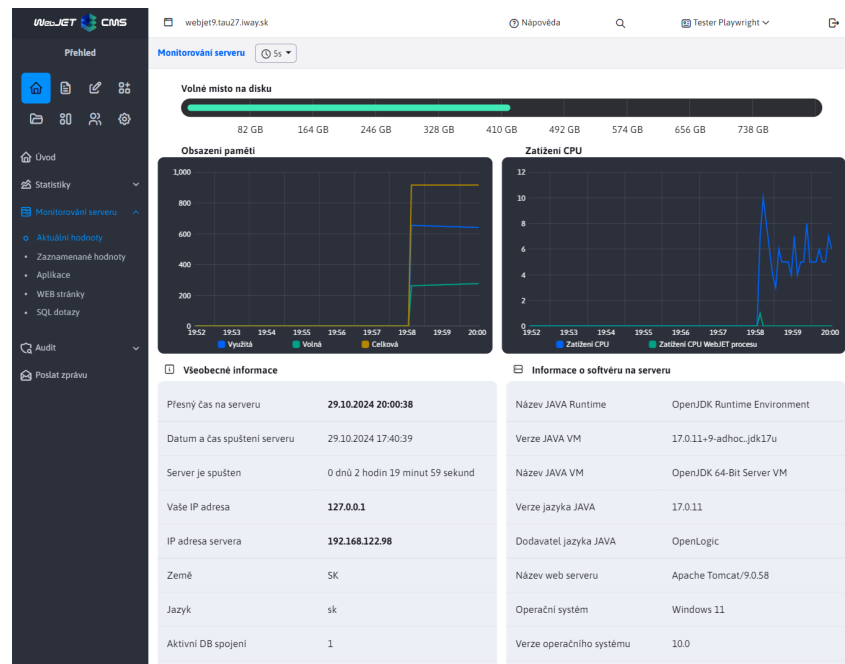 WebJET CMS
webjet9.tau27.iway.sk
Nápověda
Tester Playwright
Přehled
Úvod
Statistiky
Monitorování serveru
Aktuální hodnoty
Zaznamenané hodnoty
Aplikace
WEB stránky
SQL dotazy
Audit
Poslat zprávu
Monitorování serveru 5s
Volné místo na disku
82 GB 164 GB 246 GB 328 GB 410 GB 492 GB 574 GB 656 GB 738 GB
Obsazení paměti
1,000
800
600
400
200
0
19:52 19:53 19:54 19:55 19:56 19:57 19:58 19:59 20:00
Využitá Volná Celková
Zatížení CPU
12
10
8
6
4
2
0
19:52 19:53 19:54 19:55 19:56 19:57 19:58 19:59 20:00
Zatížení CPU Zatížení CPU WebJET procesu
Všeobecné informace
Přesný čas na serveru 29.10.2024 20:00:38
Datum a čas spuštení serveru 29.10.2024 17:40:39
Server je spušten 0 dnů 2 hodin 19 minut 59 sekund
Vaše IP adresa 127.0.0.1
IP adresa servera 192.168.122.98
Země SK
Jazyk sk
Aktivní DB spojení 1
Informace o softvéru na serveru
Název JAVA Runtime OpenJDK Runtime Environment
Verze JAVA VM 17.0.11+9-adhoc..jdk17u
Název JAVA VM OpenJDK 64-Bit Server VM
Verze jazyka JAVA 17.0.11
Dodavatel jazyka JAVA OpenLogic
Název web serveru Apache Tomcat/9.0.58
Operační systém Windows 11
Verze operačního systému 10.0